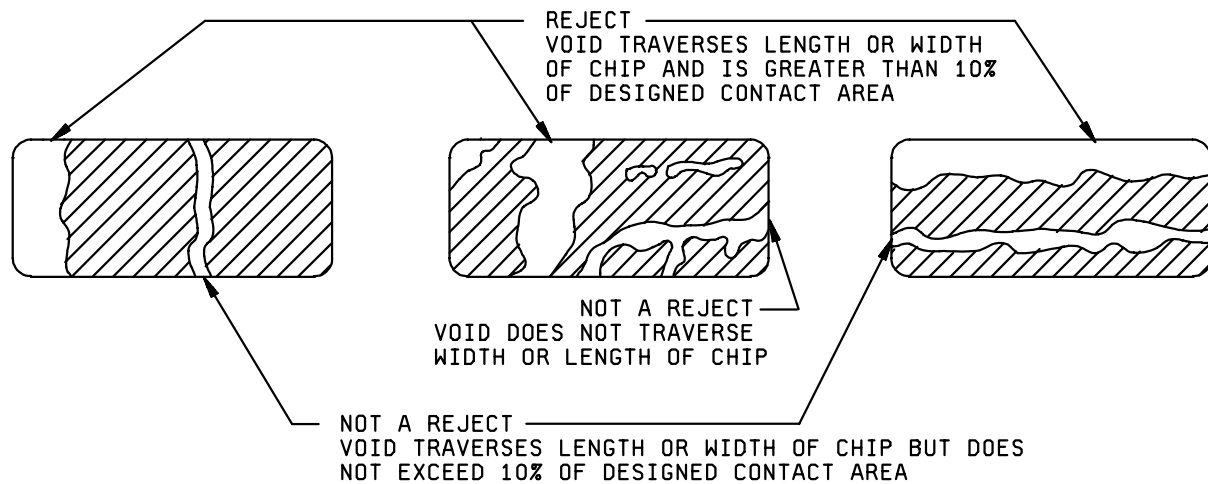 REJECT
VOID TRAVERSES LENGTH OR WIDTH
OF CHIP AND IS GREATER THAN 10%
OF DESIGNED CONTACT AREA
NOT A REJECT
VOID DOES NOT TRAVERSE
WIDTH OR LENGTH OF CHIP
NOT A REJECT
VOID TRAVERSES LENGTH OR WIDTH OF CHIP BUT DOES
NOT EXCEED 10% OF DESIGNED CONTACT AREA